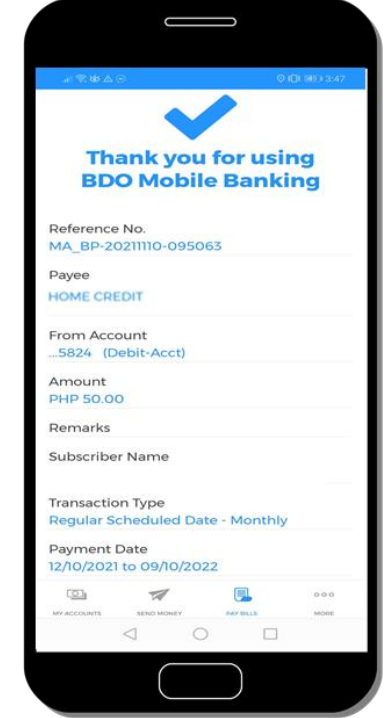 3:47
Thank you for using
BDO Mobile Banking
Reference No.
MA_BP-20211110-095063
Payee
HOME CREDIT
From Account
...5824 (Debit-Acct)
Amount
PHP 50.00
Remarks
Subscriber Name
Transaction Type
Regular Scheduled Date - Monthly
Payment Date
12/10/2021 to 09/10/2022
MY ACCOUNTS
SEND MONEY
PAY BILLS
MORE